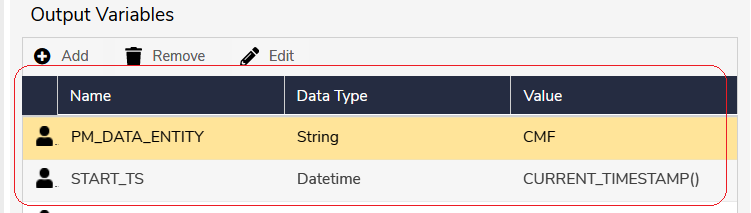 Output Variables
Add Remove Edit
Name Data Type Value
PM_DATA_ENTITY String CMF
START_TS Datetime CURRENT_TIMESTAMP()